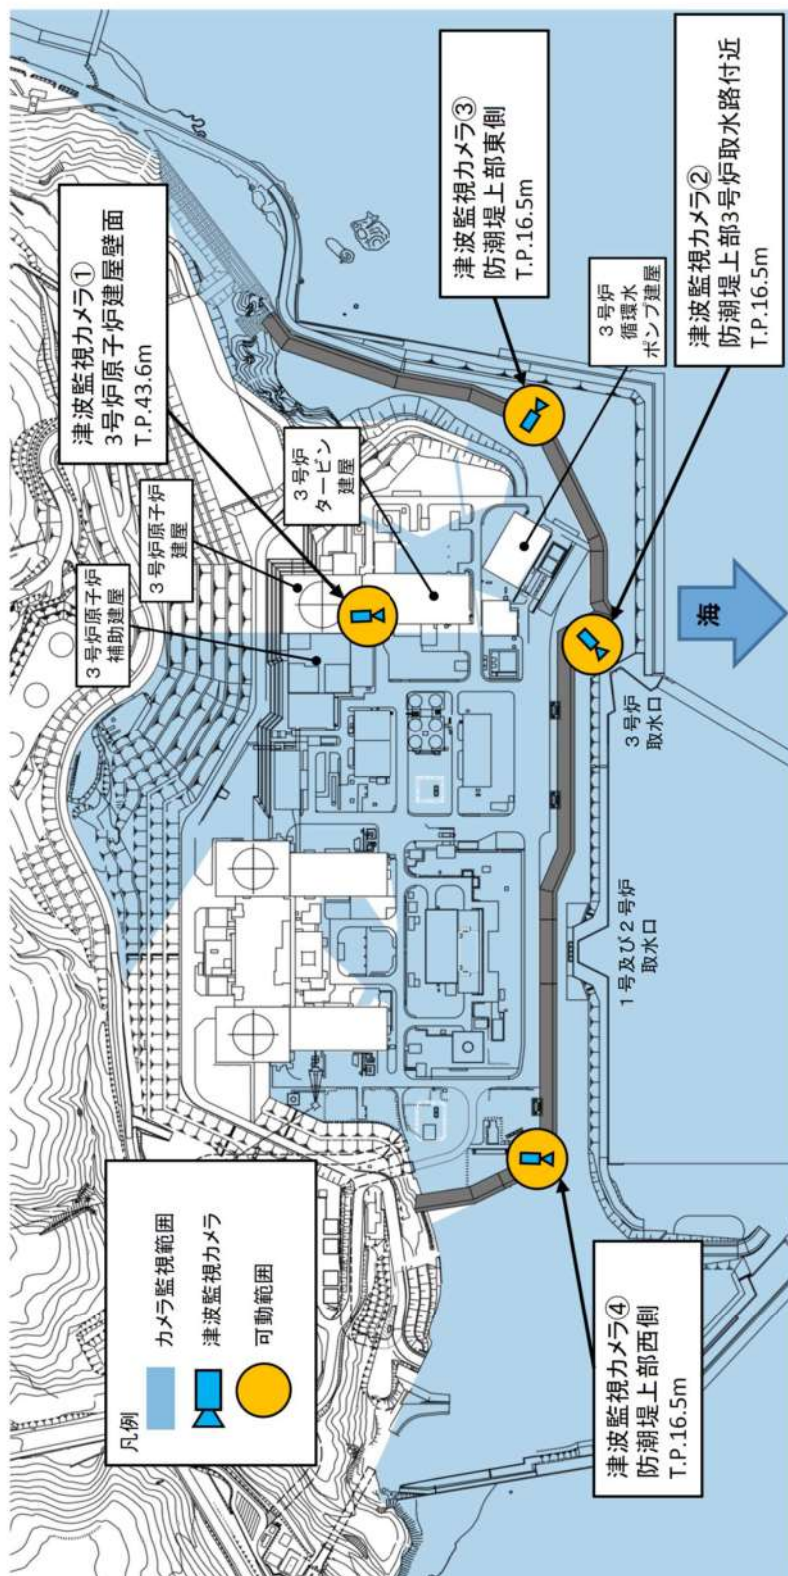 凡例
カメラ監視範囲
津波監視カメラ
可動範囲
3号炉原子炉
補助建屋
3号炉原子炉
建屋
津波監視カメラ①
3号炉原子炉建屋壁面
T.P.43.6m
3号炉
タービン
建屋
津波監視カメラ③
防潮堤上部東側
T.P.16.5m
3号炉
循環水
ポンプ建屋
津波監視カメラ④
防潮堤上部西側
T.P.16.5m
1号及び2号炉
取水口
3号炉
取水口
海
津波監視カメラ②
防潮堤上部3号炉取水路付近
T.P.16.5m